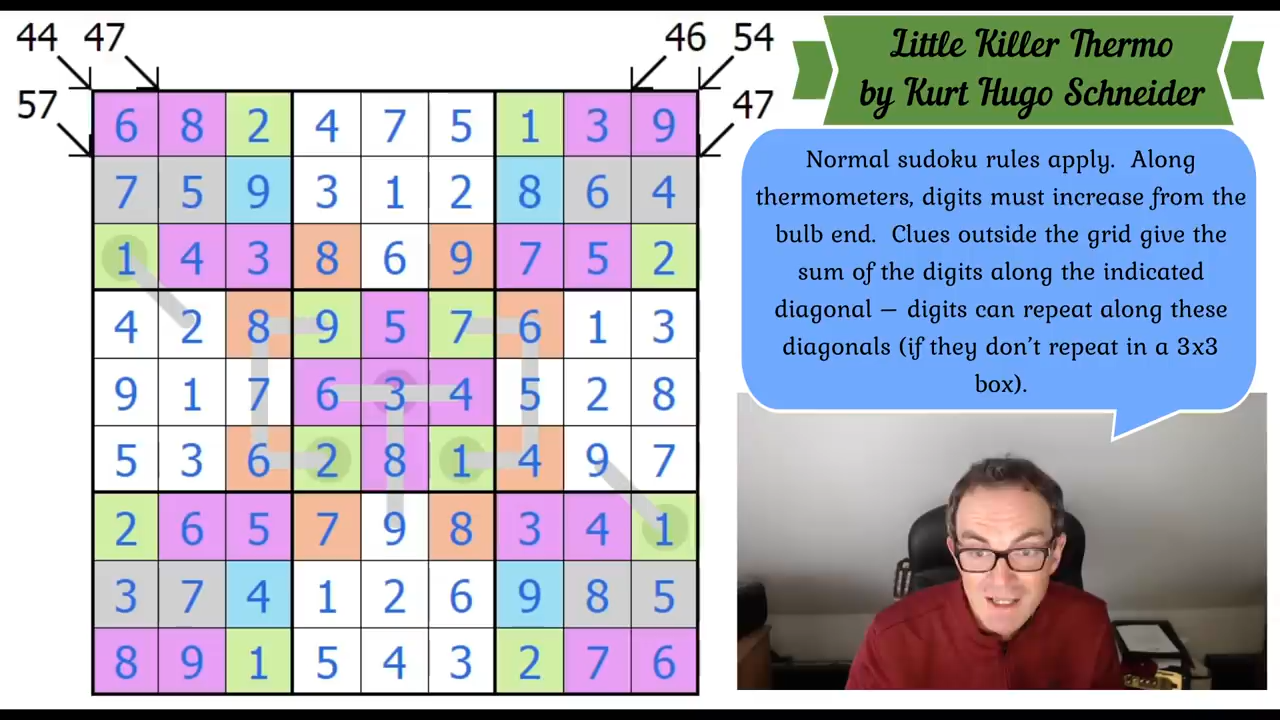 44 47 46 54
Little Killer Thermo
by Kurt Hugo Schneider
57 47
6 8 2 4 7 5 1 3 9
7 5 9 3 1 2 8 6 4
1 4 3 8 6 9 7 5 2
4 2 8 9 5 7 6 1 3
9 1 7 6 3 4 5 2 8
5 3 6 2 8 1 4 9 7
2 6 5 7 9 8 3 4 1
3 7 4 1 2 6 9 8 5
8 9 1 5 4 3 2 7 6
Normal sudoku rules apply. Along
thermometers, digits must increase from the
bulb end. Clues outside the grid give the
sum of the digits along the indicated
diagonal – digits can repeat along these
diagonals (if they don't repeat in a 3x3
box).